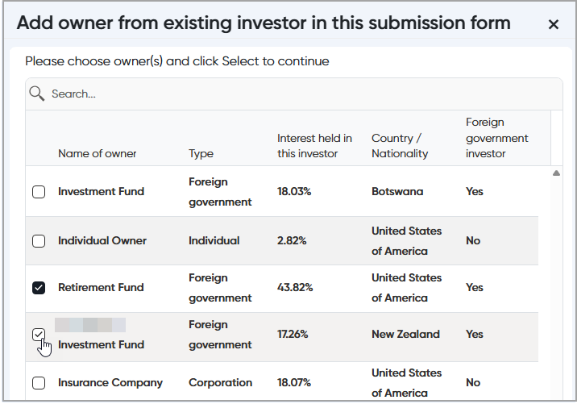 Add owner from existing investor in this submission form ×
Please choose owner(s) and click Select to continue
Search...
Name of owner Type Interest held in this investor Country / Nationality Foreign government investor
Investment Fund Foreign government 18.03% Botswana Yes
Individual Owner Individual 2.82% United States of America No
Retirement Fund Foreign government 43.82% United States of America Yes
Investment Fund Foreign government 17.26% New Zealand Yes
Insurance Company Corporation 18.07% United States of America No